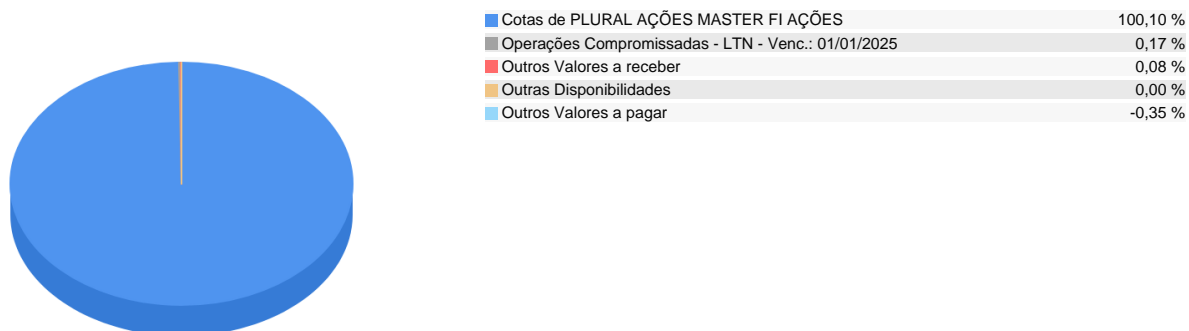 Cotas de PLURAL AÇÕES MASTER FI AÇÕES 100,10 %
Operações Compromissadas - LTN - Venc.: 01/01/2025 0,17 %
Outros Valores a receber 0,08 %
Outras Disponibilidades 0,00 %
Outros Valores a pagar -0,35 %